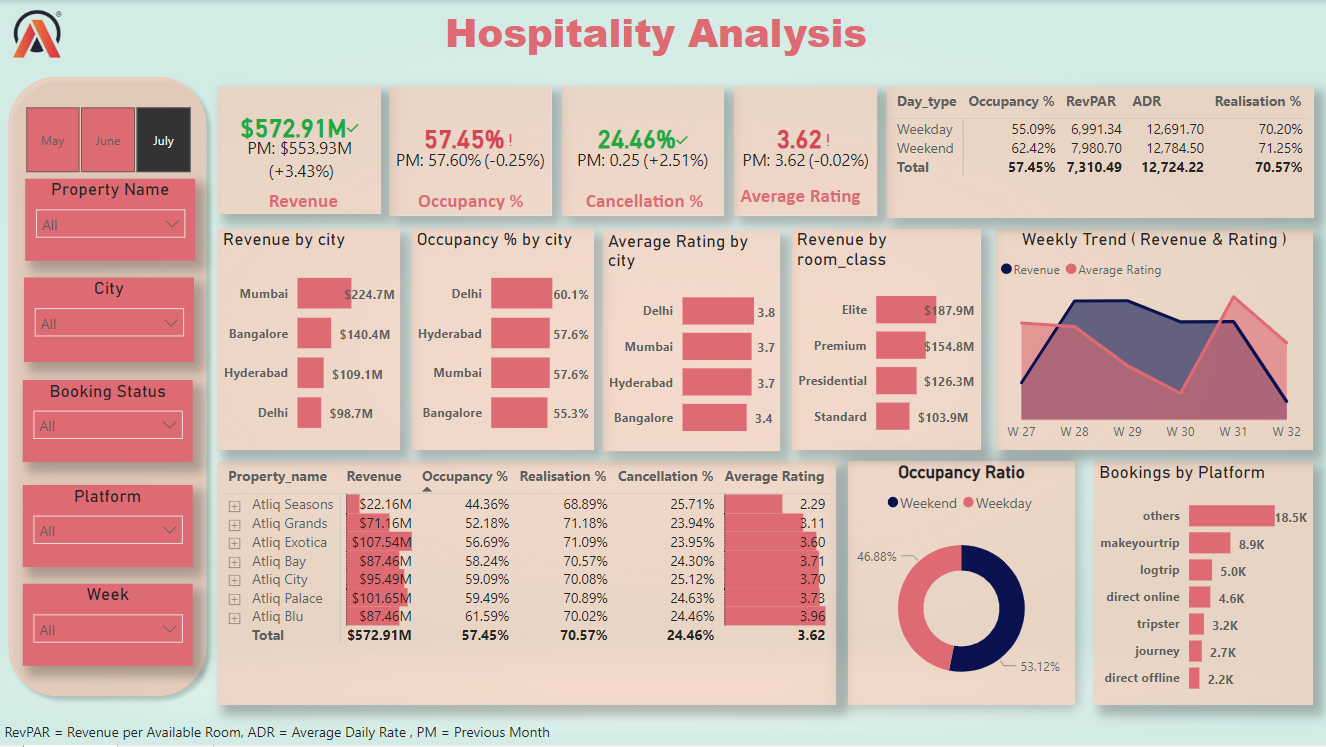 Hospitality Analysis
®
May
June
July
Property Name
All
City
All
Booking Status
All
Platform
All
Week
All
$572.91M
PM: $553.93M
(+3.43%)
Revenue
57.45% !
PM: 57.60% (-0.25%)
Occupancy %
24.46%
PM: 0.25 (+2.51%)
Cancellation %
3.62 !
PM: 3.62 (-0.02%)
Average Rating
Day_type Occupancy % RevPAR ADR Realisation %
Weekday 55.09% 6,991.34 12,691.70 70.20%
Weekend 62.42% 7,980.70 12,784.50 71.25%
Total 57.45% 7,310.49 12,724.22 70.57%
Revenue by city
Mumbai $224.7M
Bangalore $140.4M
Hyderabad $109.1M
Delhi $98.7M
Occupancy % by city
Delhi 60.1%
Hyderabad 57.6%
Mumbai 57.6%
Bangalore 55.3%
Average Rating by
city
Delhi 3.8
Mumbai 3.7
Hyderabad 3.7
Bangalore 3.4
Revenue by
room_class
Elite $187.9M
Premium $154.8M
Presidential $126.3M
Standard $103.9M
Weekly Trend ( Revenue & Rating )
Revenue Average Rating
W 27 W 28 W 29 W 30 W 31 W 32
Property_name Revenue Occupancy % Realisation % Cancellation % Average Rating
Atliq Seasons $22.16M 44.36% 68.89% 25.71% 2.29
Atliq Grands $71.16M 52.18% 71.18% 23.94% 3.11
Atliq Exotica $107.54M 56.69% 71.09% 23.95% 3.60
Atliq Bay $87.46M 58.24% 70.57% 24.30% 3.71
Atliq City $95.49M 59.09% 70.08% 25.12% 3.70
Atliq Palace $101.65M 59.49% 70.89% 24.63% 3.73
Atliq Blu $87.46M 61.59% 70.02% 24.46% 3.96
Total $572.91M 57.45% 70.57% 24.46% 3.62
Occupancy Ratio
Weekend Weekday
46.88%
53.12%
Bookings by Platform
others 18.5K
makeyourtrip 8.9K
logtrip 5.0K
direct online 4.6K
tripster 3.2K
journey 2.7K
direct offline 2.2K
RevPAR = Revenue per Available Room, ADR = Average Daily Rate , PM = Previous Month